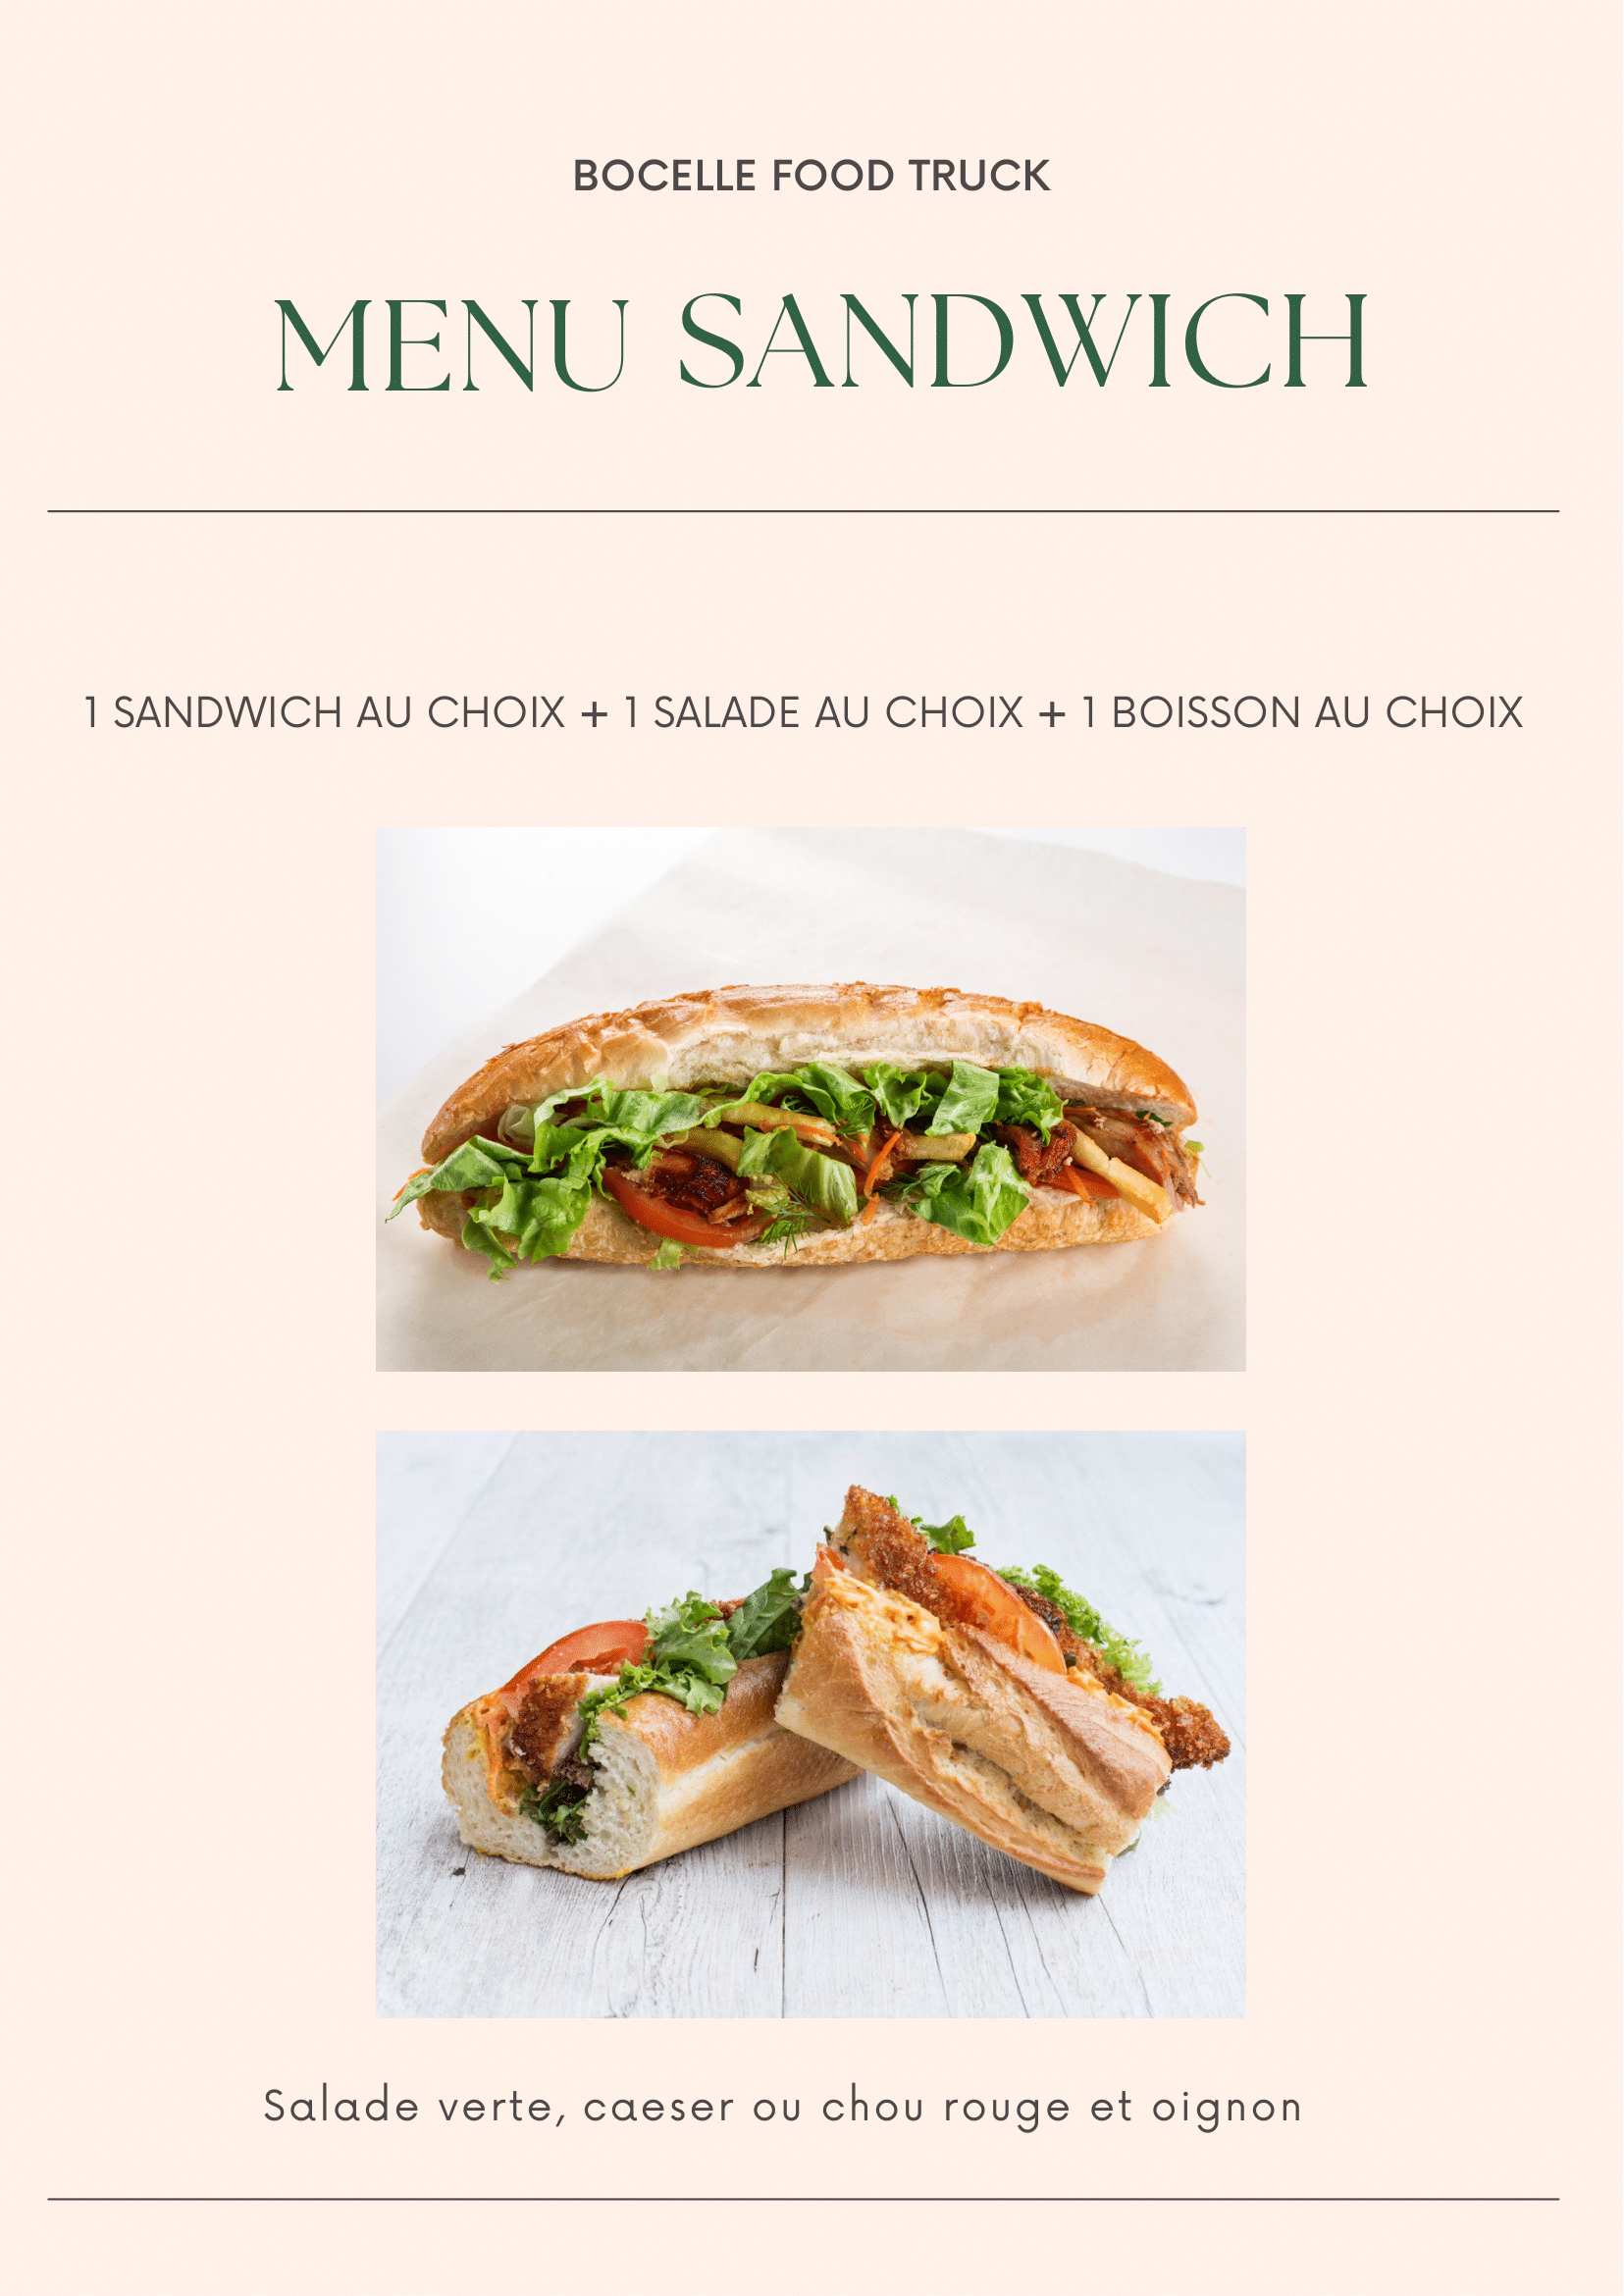 BOCELLE FOOD TRUCK
MENU SANDWICH
1 SANDWICH AU CHOIX + 1 SALADE AU CHOIX + 1 BOISSON AU CHOIX
Salade verte, caeser ou chou rouge et oignon